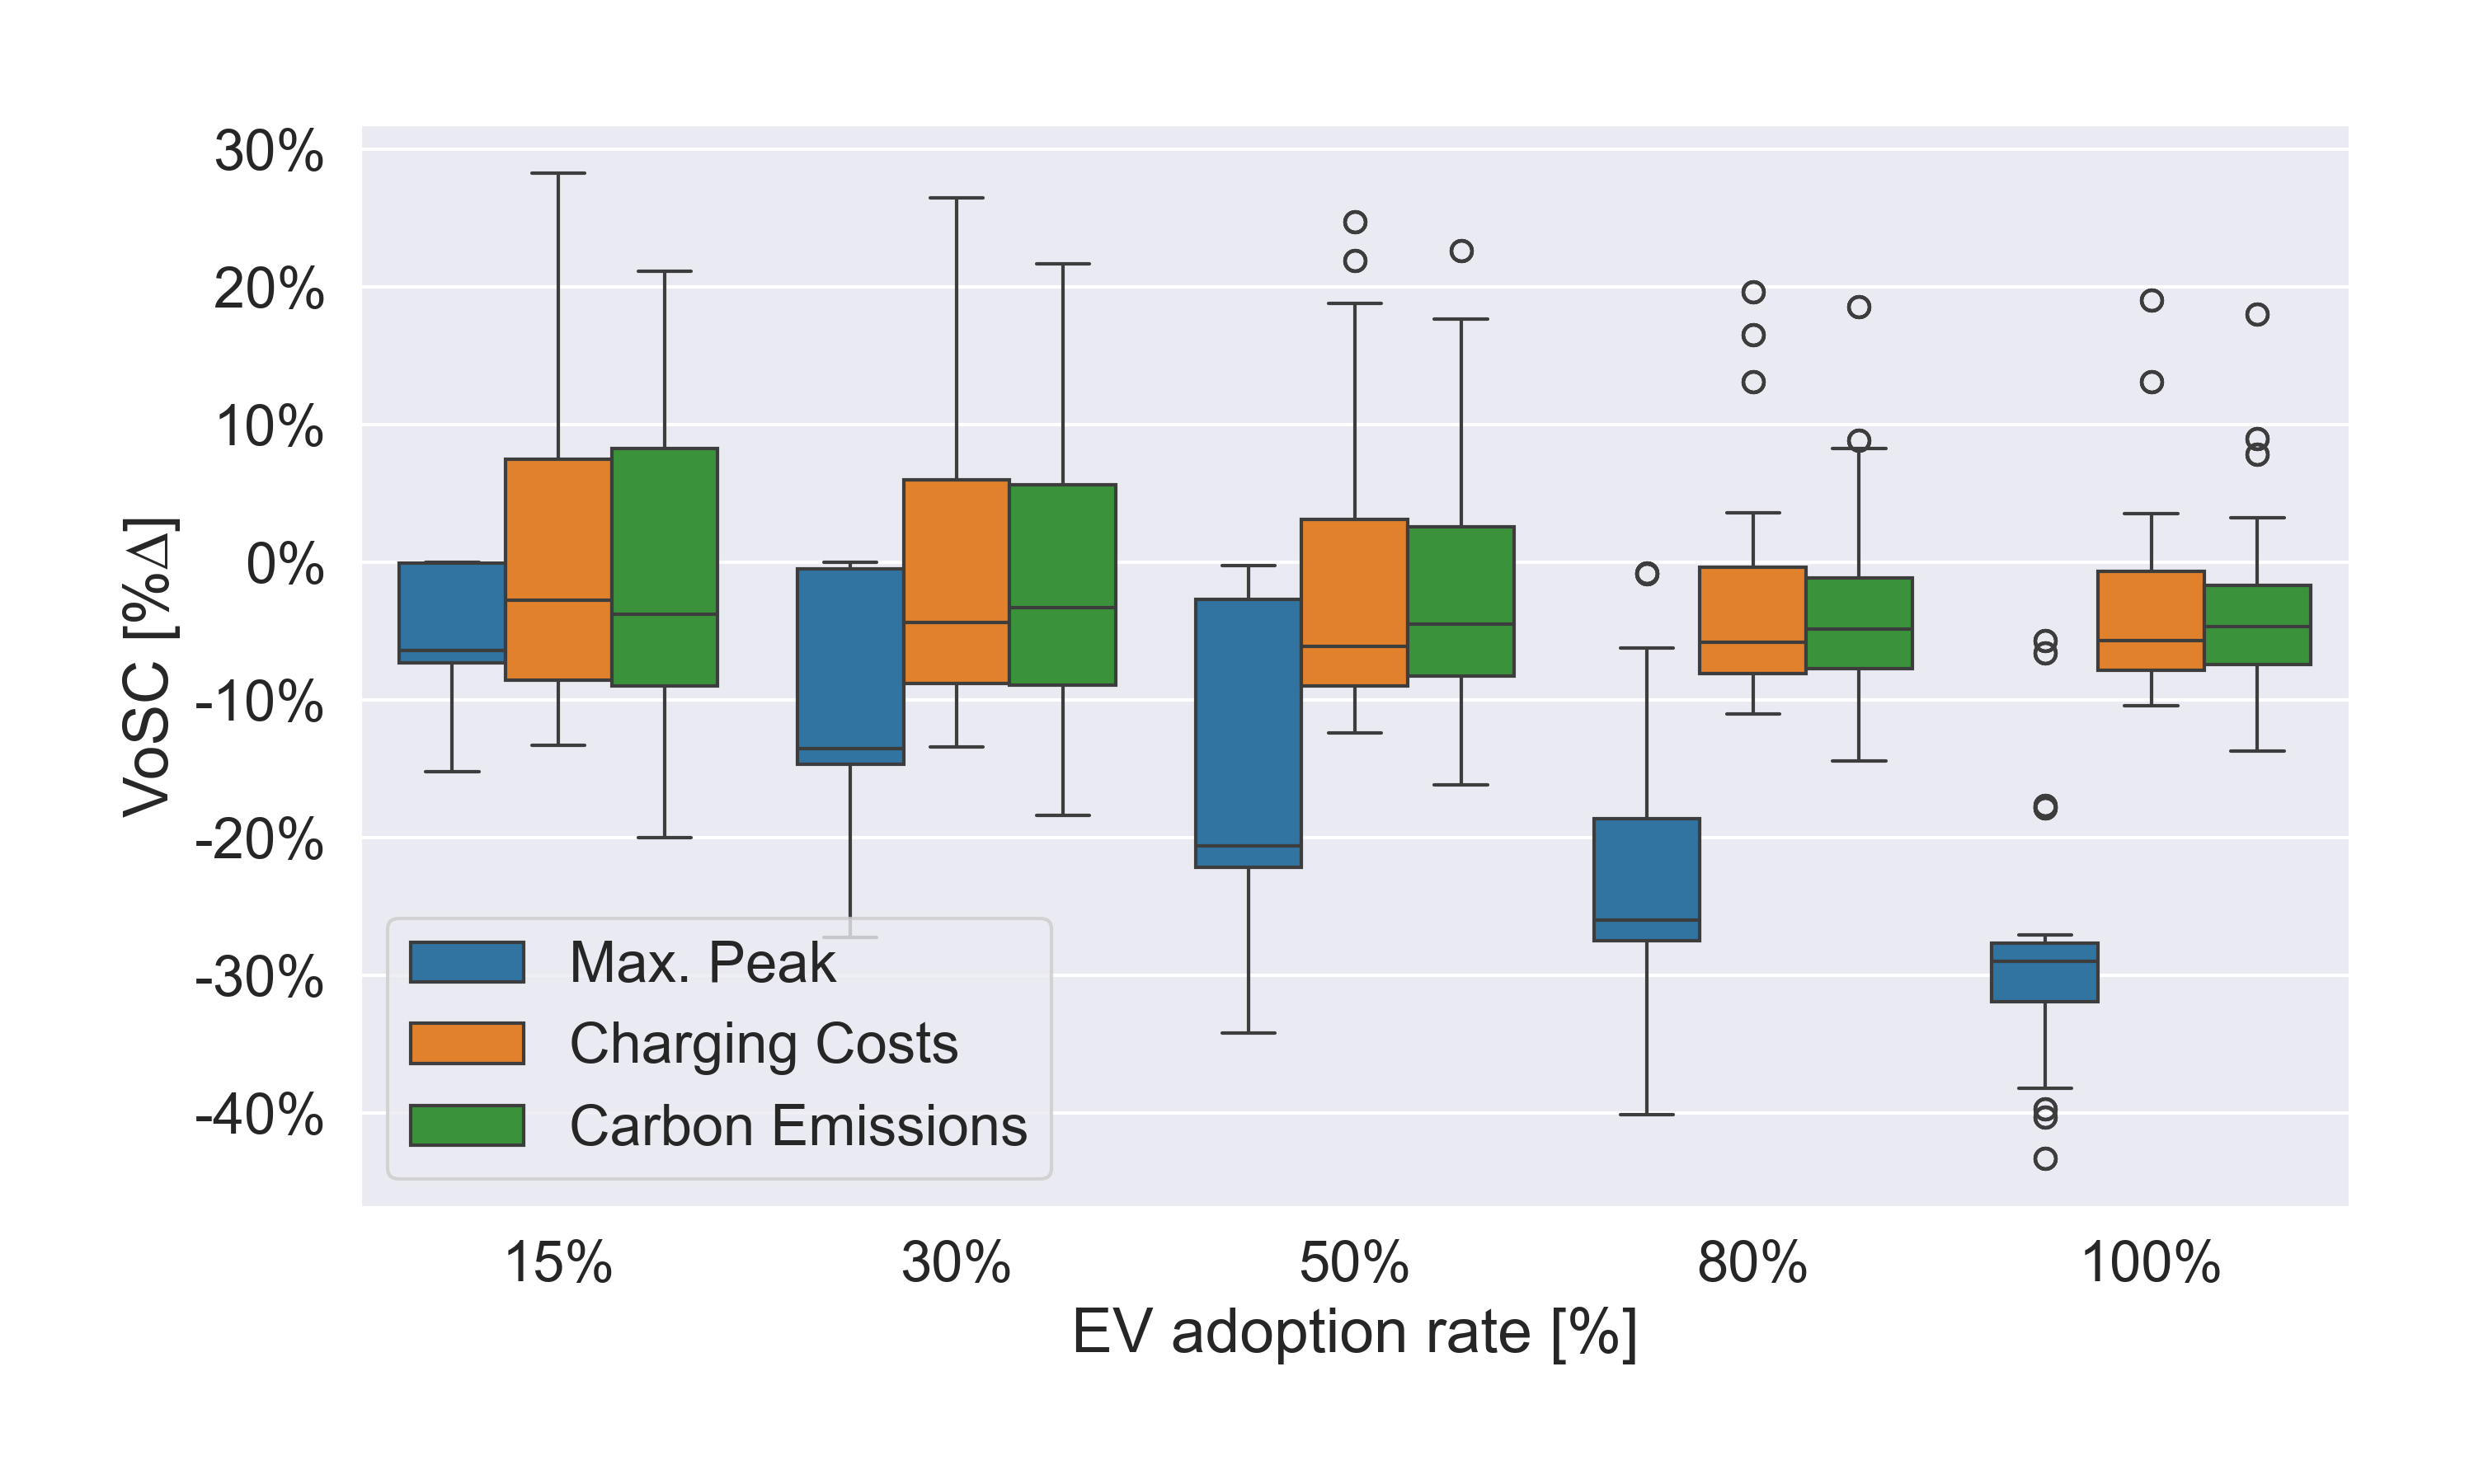 30%
20%
10%
0%
-10%
-20%
-30%
-40%
VoSC [%Δ]
Max. Peak
Charging Costs
Carbon Emissions
15% 30% 50% 80% 100%
EV adoption rate [%]